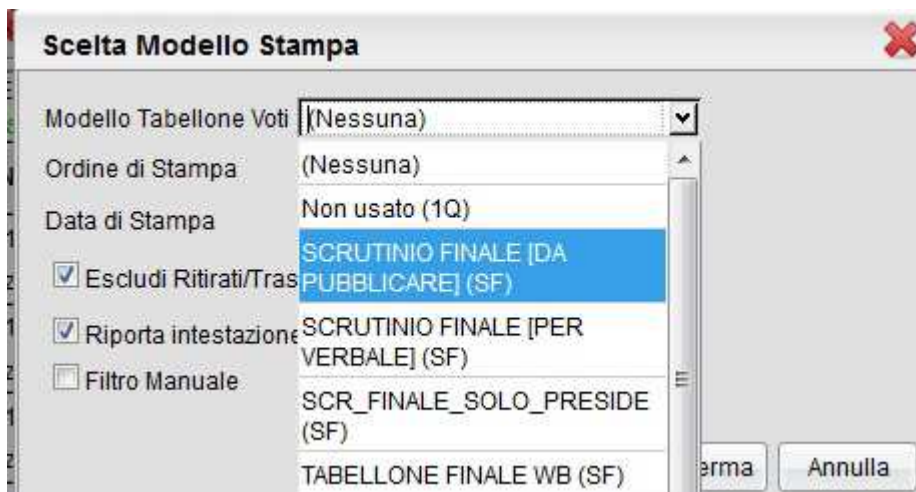 Scelta Modello Stampa
Modello Tabellone Voti (Nessuna)
Ordine di Stampa
Data di Stampa
Escludi Ritirati/Tras
Riporta intestazione
Filtro Manuale
(Nessuna)
Non usato (1Q)
SCRUTINIO FINALE [DA
PUBBLICARE] (SF)
SCRUTINIO FINALE [PER
VERBALE] (SF)
SCR_FINALE_SOLO_PRESIDE
(SF)
TABELLONE FINALE WB (SF)
erma
Annulla